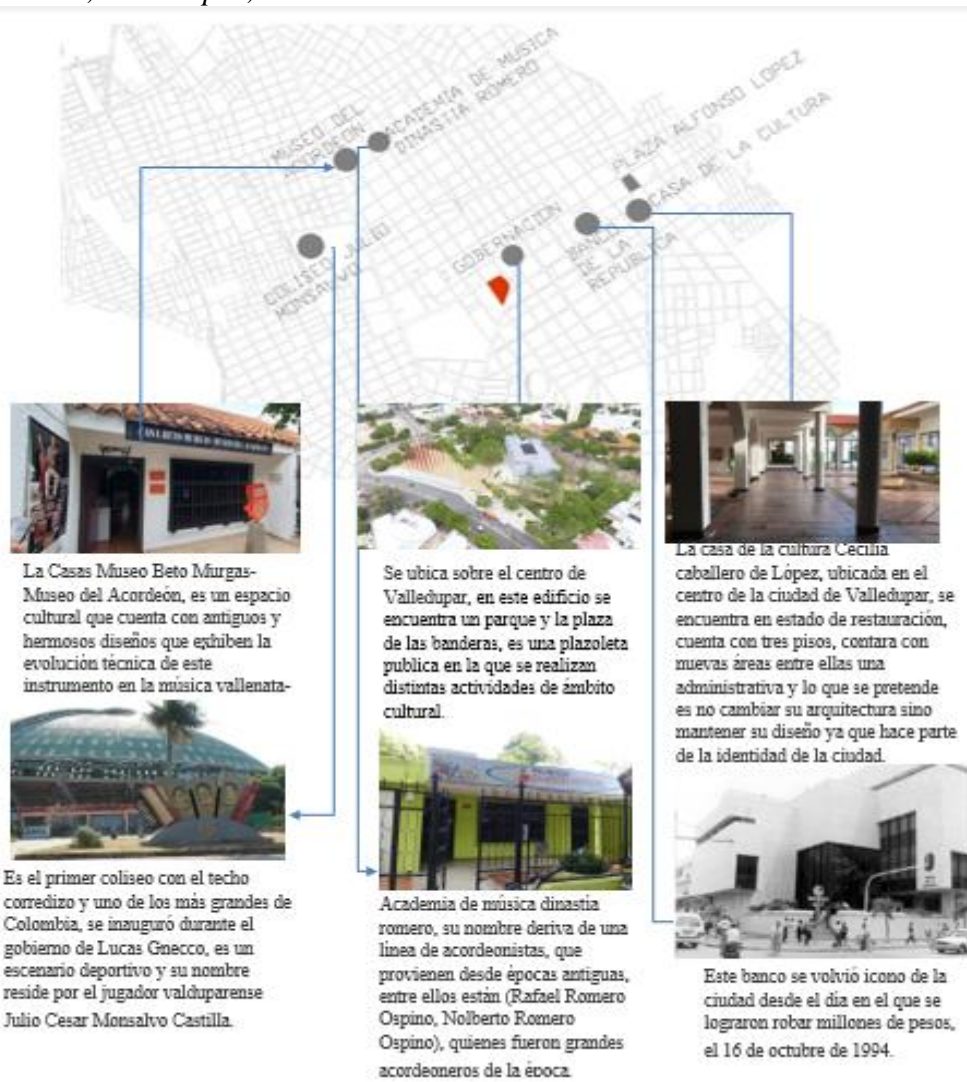 MUSEO DEL
ACORDEON
ACADEMIA DE MUSICA
DINASTIA ROMERO
PLAZA ALFONSO LOPEZ
CASA DE LA CULTURA
COLISEO JULIO
MONSALVO
GOBERNACION
BANCO
DE LA
REPUBLICA
La Casas Museo Beto Murgas-
Museo del Acordeón, es un espacio
cultural que cuenta con antiguos y
hermosos diseños que exhiben la
evolución técnica de este
instrumento en la música vallenata-
Se ubica sobre el centro de
Valledupar, en este edificio se
encuentra un parque y la plaza
de las banderas, es una plazoleta
publica en la que se realizan
distintas actividades de ámbito
cultural.
La casa de la cultura Cecilia
caballero de López, ubicada en el
centro de la ciudad de Valledupar, se
encuentra en estado de restauración,
cuenta con tres pisos, contara con
nuevas áreas entre ellas una
administrativa y lo que se pretende
es no cambiar su arquitectura sino
mantener su diseño ya que hace parte
de la identidad de la ciudad.
Es el primer coliseo con el techo
corredizo y uno de los más grandes de
Colombia, se inauguró durante el
gobierno de Lucas Gnecco, es un
escenario deportivo y su nombre
reside por el jugador valduparense
Julio Cesar Monsalvo Castilla.
Academia de música dinastía
romero, su nombre deriva de una
línea de acordeonistas, que
provienen desde épocas antiguas,
entre ellos están (Rafael Romero
Ospino, Nolberto Romero
Ospino), quienes fueron grandes
acordeoneros de la época.
Este banco se volvió icono de la
ciudad desde el día en el que se
lograron robar millones de pesos,
el 16 de octubre de 1994.